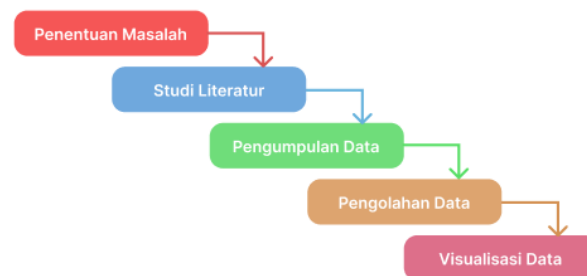 Penentuan Masalah
Studi Literatur
Pengumpulan Data
Pengolahan Data
Visualisasi Data